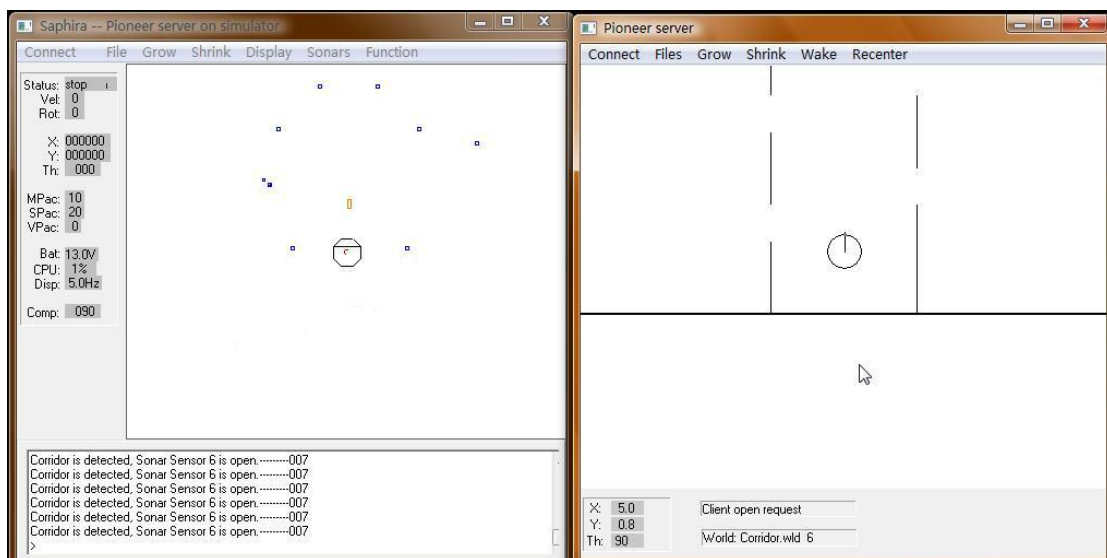 Saphira -- Pioneer server on simulator
Connect File Grow Shrink Display Sonars Function
Status: stop
Vel: 0
Rot: 0
X: 000000
Y: 000000
Th: 000
MPac: 10
SPac: 20
VPac: 0
Bat: 13.0V
CPU: 1%
Disp: 5.0Hz
Comp: 090
Corridor is detected, Sonar Sensor 6 is open.---------007
Corridor is detected, Sonar Sensor 6 is open.---------007
Corridor is detected, Sonar Sensor 6 is open.---------007
Corridor is detected, Sonar Sensor 6 is open.---------007
Corridor is detected, Sonar Sensor 6 is open.---------007
Corridor is detected, Sonar Sensor 6 is open.---------007
>
Pioneer server
Connect Files Grow Shrink Wake Recenter
X: 5.0
Y: 0.8
Th: 90
Client open request
World: Corridor.wld 6